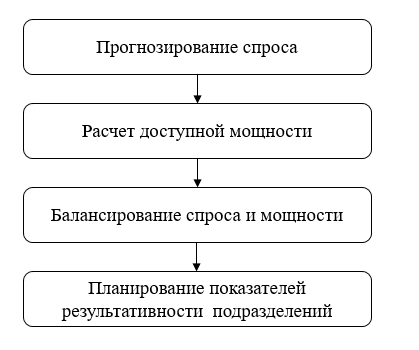 Прогнозирование спроса
Расчет доступной мощности
Балансирование спроса и мощности
Планирование показателей
результативности подразделений